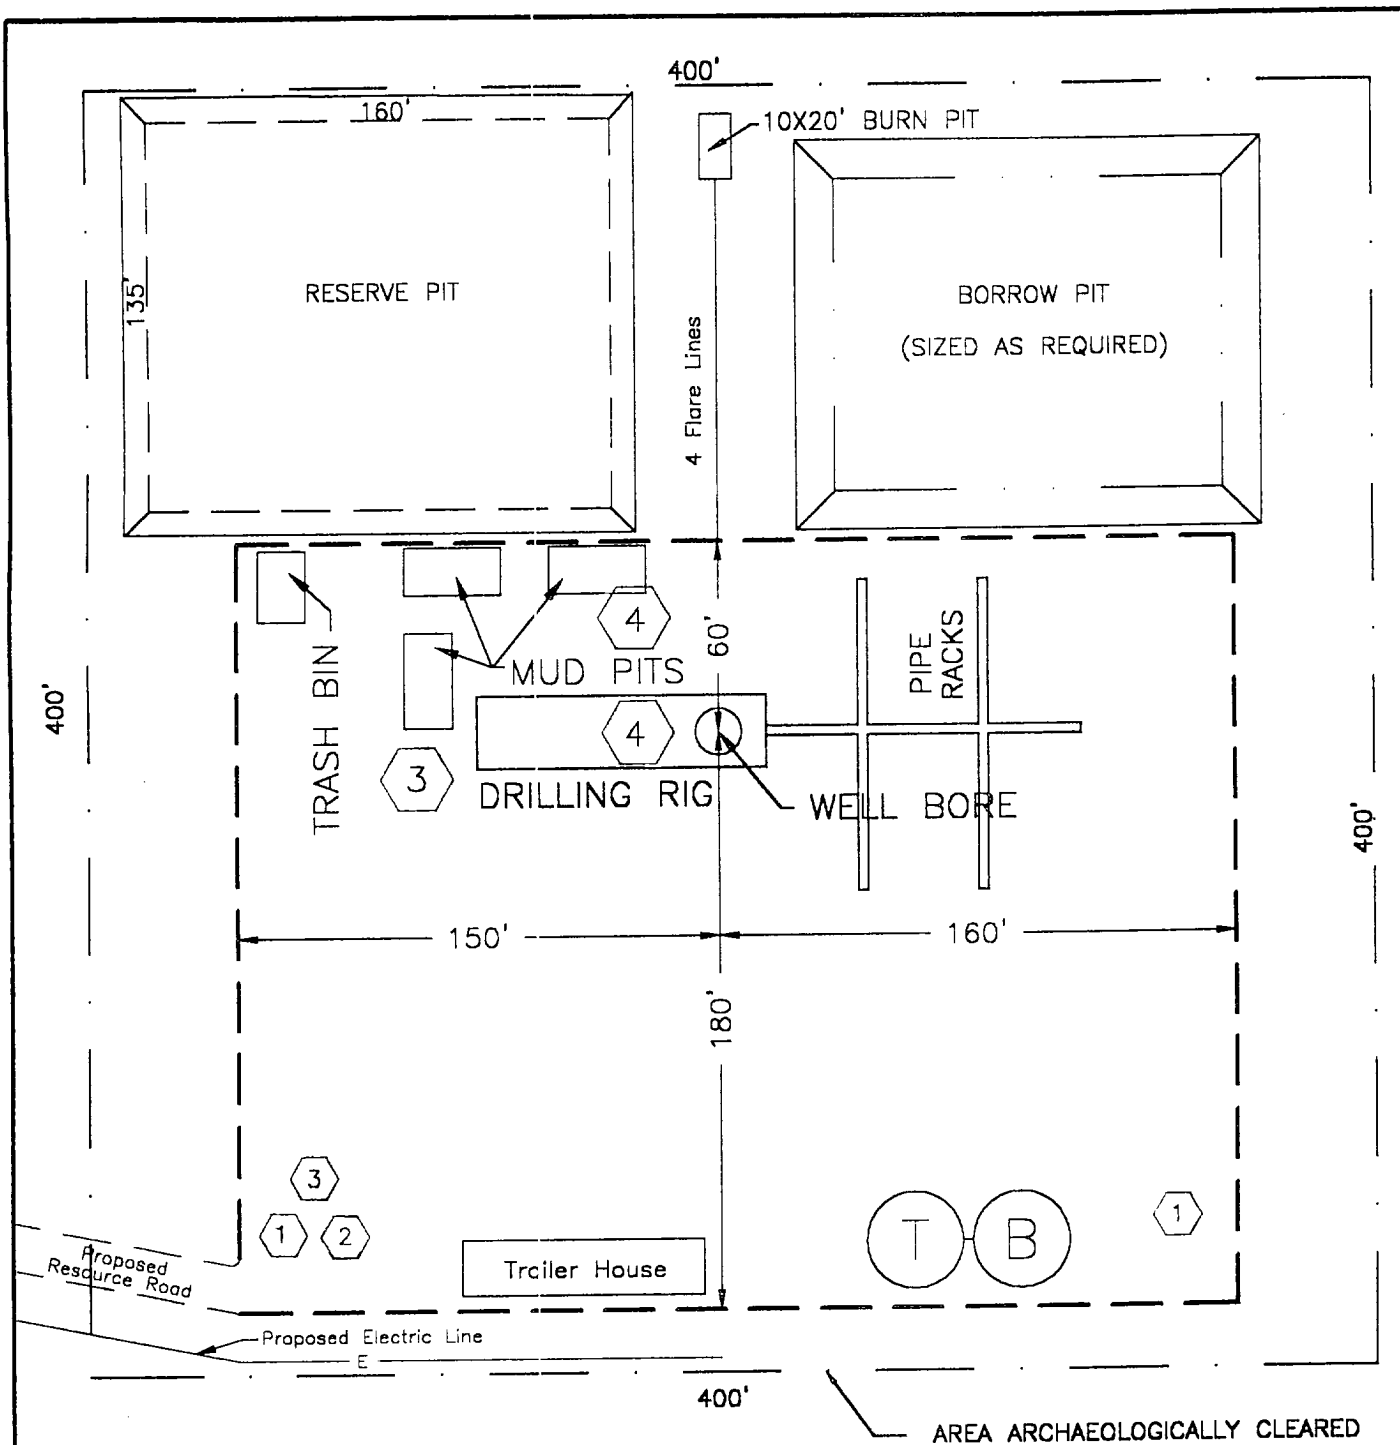 400'
160'
10X20' BURN PIT
135'
RESERVE PIT
4 Flare Lines
BORROW PIT
(SIZED AS REQUIRED)
400'
TRASH BIN
MUD PITS
4
60'
PIPE
RACKS
3
4
DRILLING RIG
WELL BORE
400'
150'
160'
180'
3
1
2
T
B
1
Trailer House
Proposed
Resource Road
Proposed Electric Line
E
400'
AREA ARCHAEOLOGICALLY CLEARED